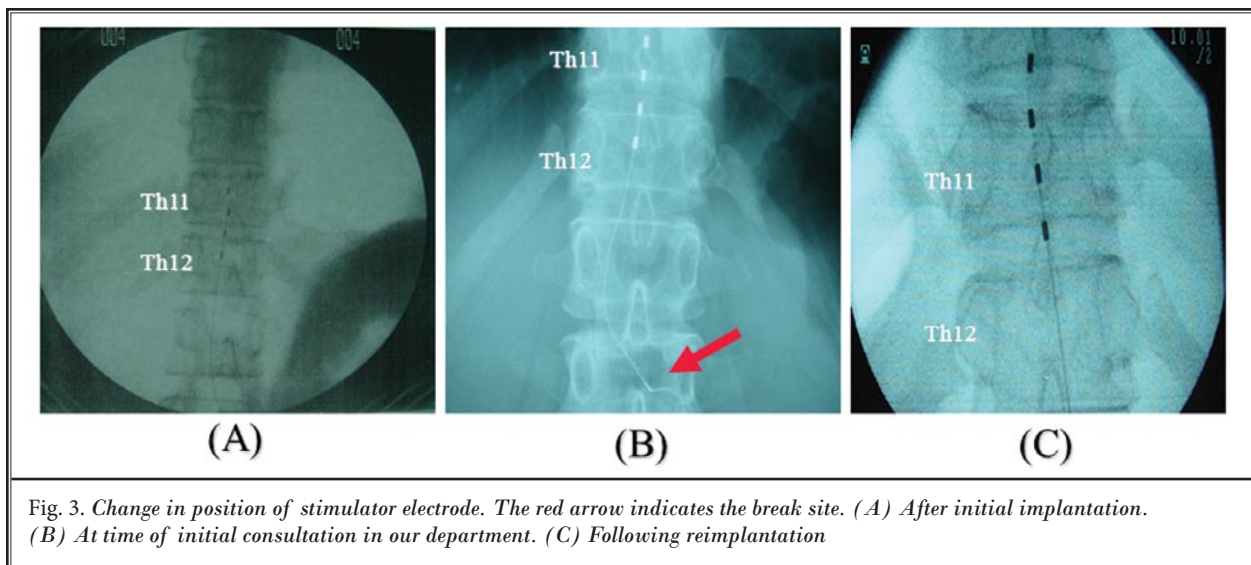 004 004
Th11
Th12
Th11
Th12
10.01
/2
Th11
Th12
(A) (B) (C)
Fig. 3. Change in position of stimulator electrode. The red arrow indicates the break site. (A) After initial implantation.
(B) At time of initial consultation in our department. (C) Following reimplantation